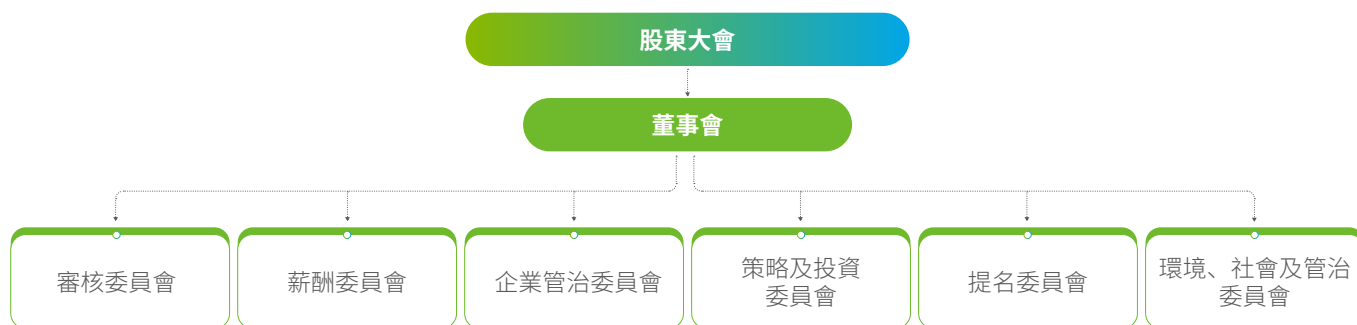 股東大會
董事會
審核委員會
薪酬委員會
企業管治委員會
策略及投資
委員會
提名委員會
環境、社會及管治
委員會